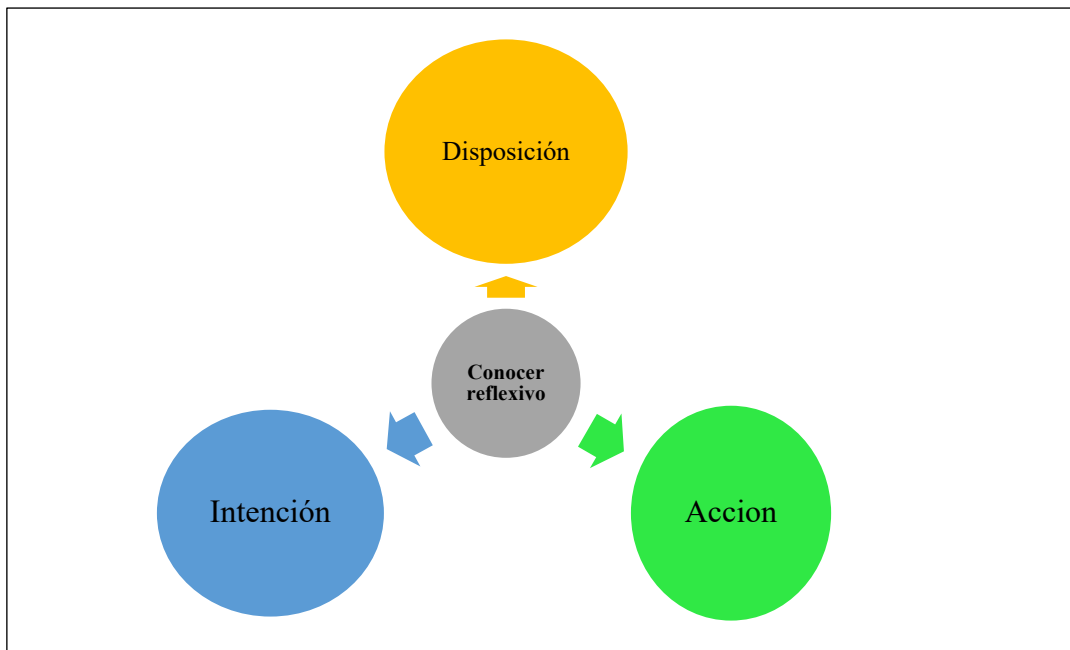 Disposición
Conocer
reflexivo
Intención
Accion